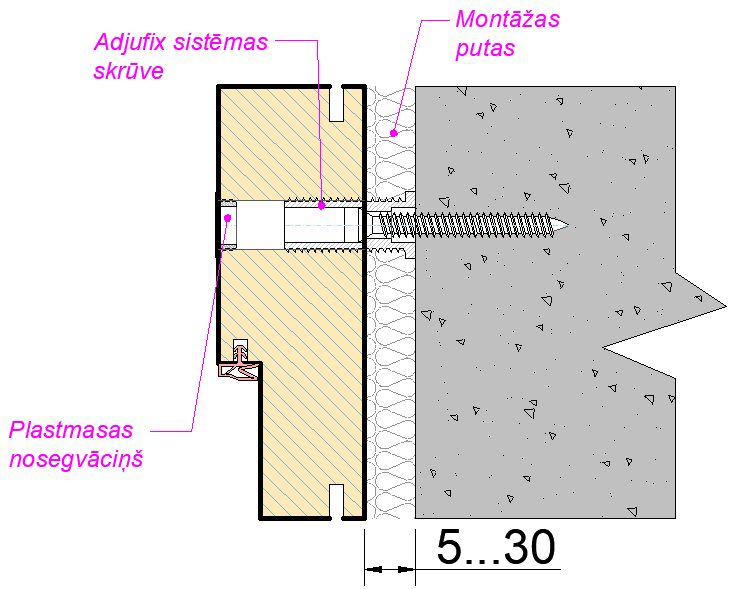 Adjufix sistēmas
skrūve
Montāžas
putas
Plastmasas
nosegvāciņš
5...30